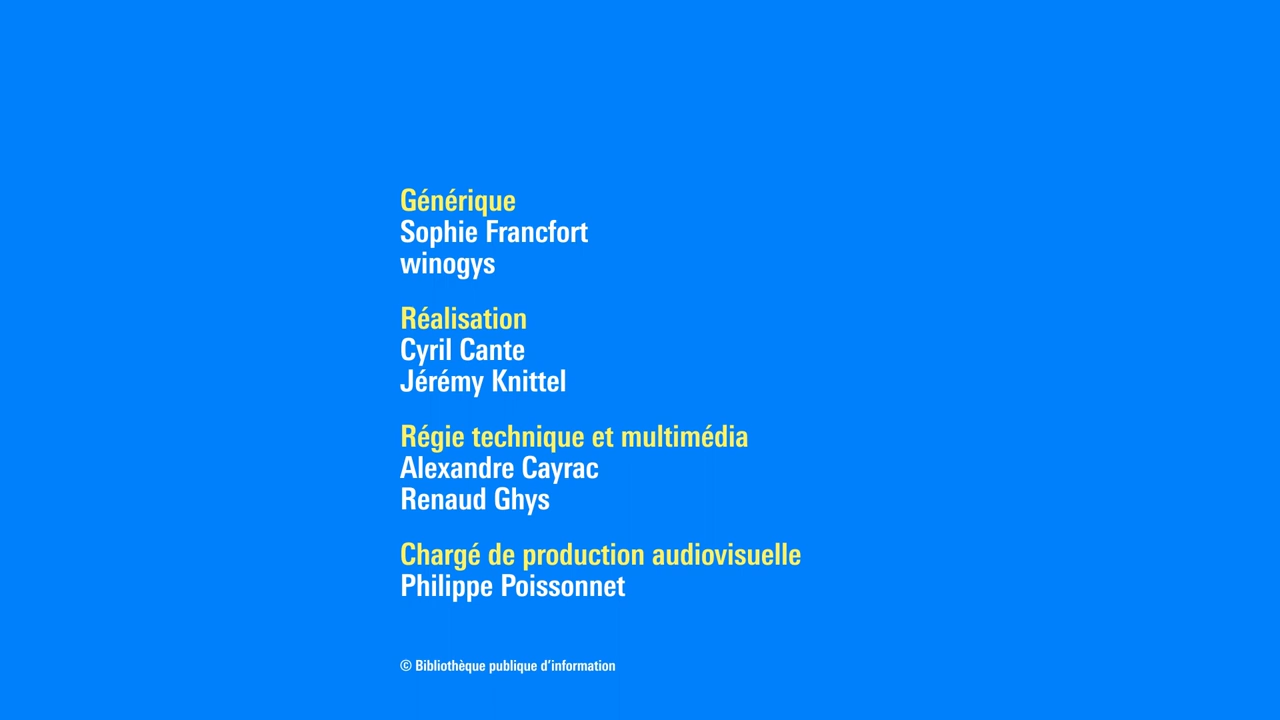 Générique
Sophie Francfort
winogys
Réalisation
Cyril Cante
Jérémy Knittel
Régie technique et multimédia
Alexandre Cayrac
Renaud Ghys
Chargé de production audiovisuelle
Philippe Poissonnet
© Bibliothèque publique d’information